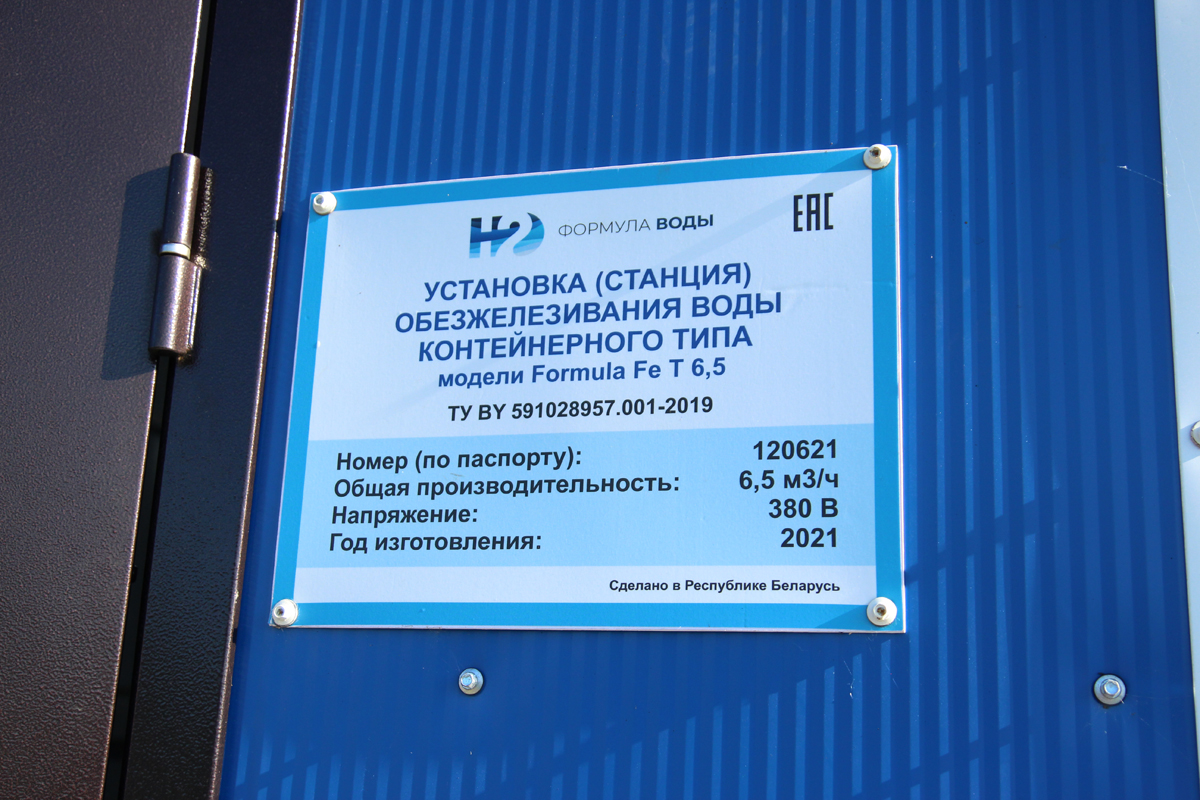 H2 ФОРМУЛА ВОДЫ
EAC
УСТАНОВКА (СТАНЦИЯ)
ОБЕЗЖЕЛЕЗИВАНИЯ ВОДЫ
КОНТЕЙНЕРНОГО ТИПА
модели Formula Fe T 6,5
ТУ BY 591028957.001-2019
Номер (по паспорту): 120621
Общая производительность: 6,5 м3/ч
Напряжение: 380 В
Год изготовления: 2021
Сделано в Республике Беларусь